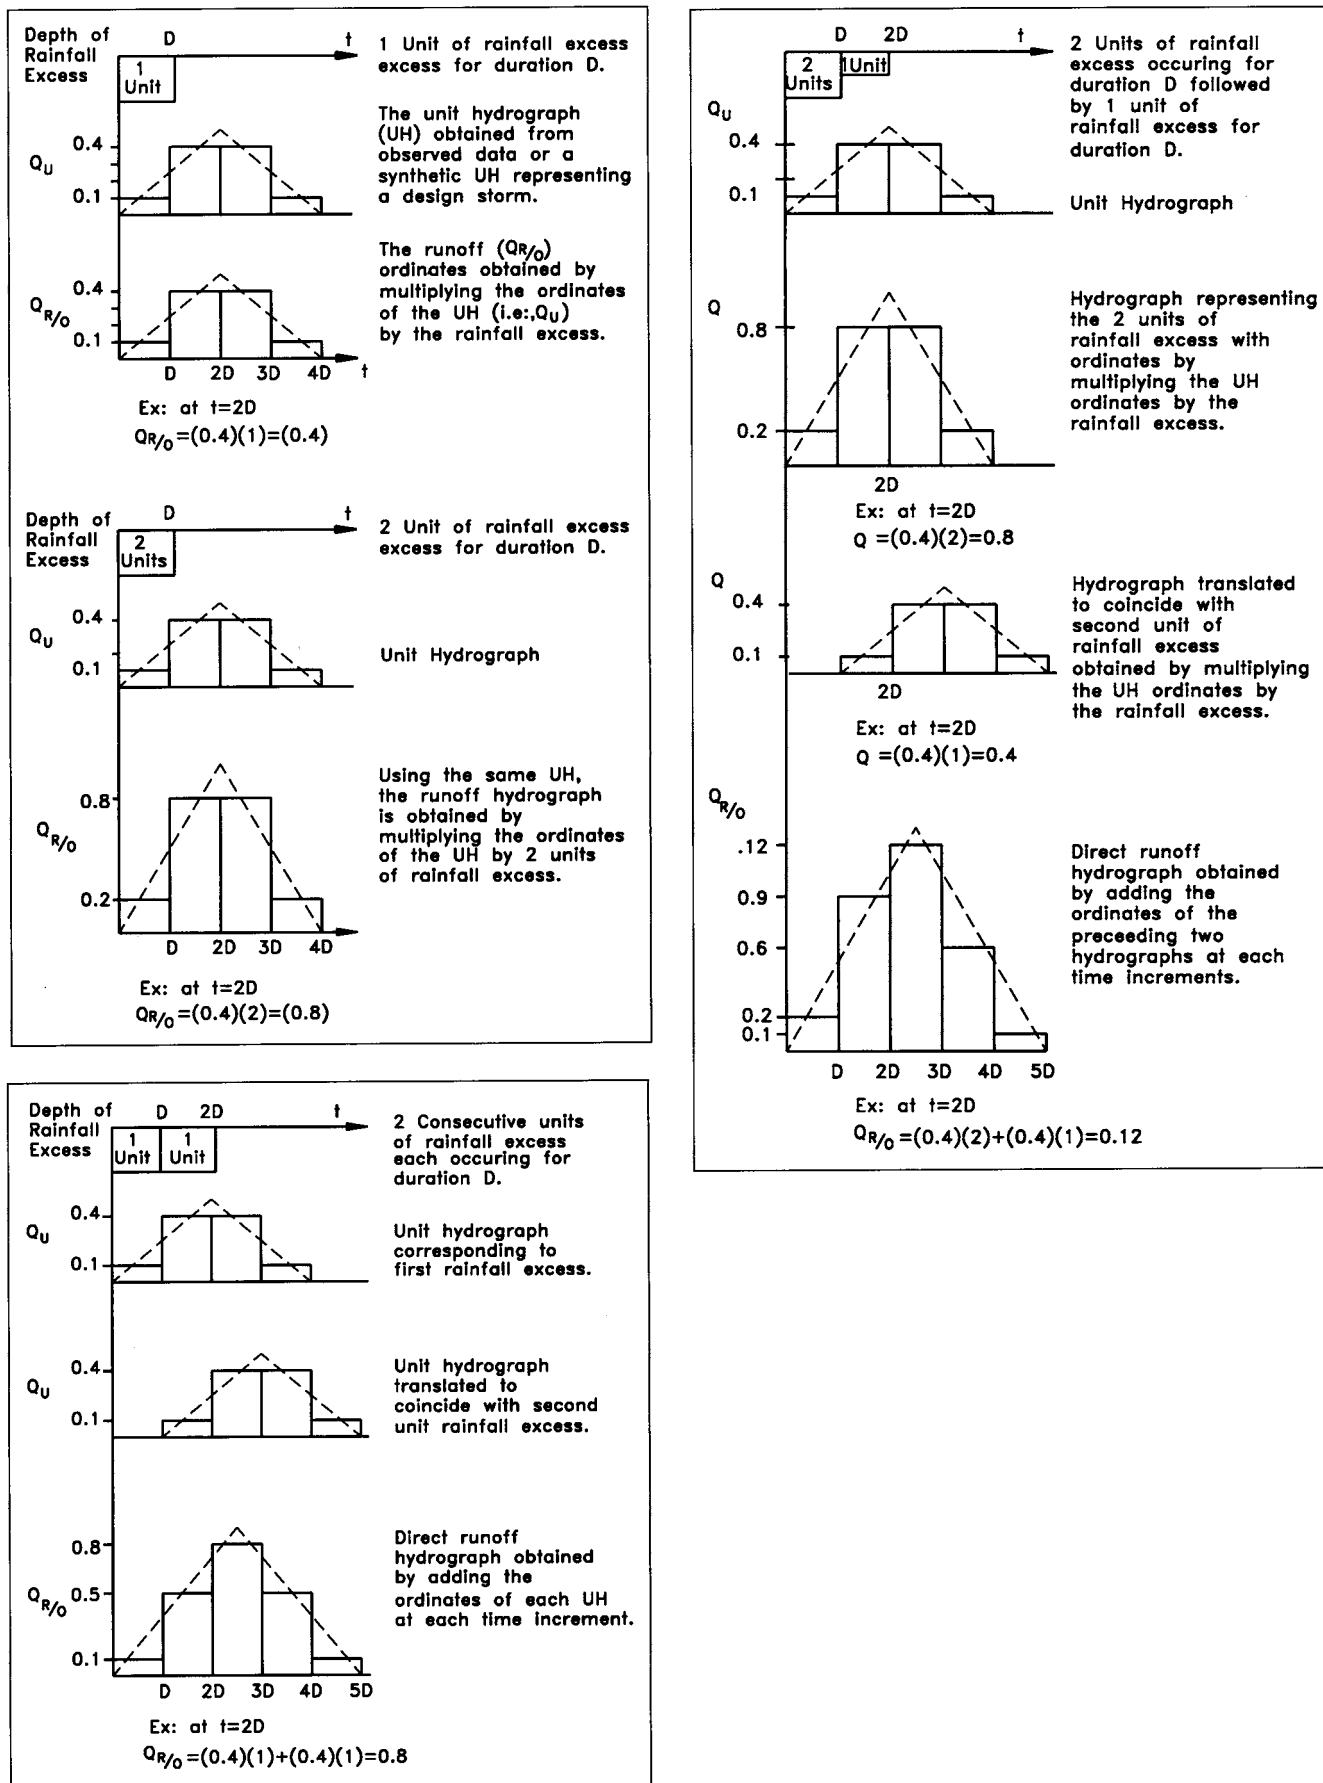 Depth of
Rainfall
Excess
D
t
1
Unit
1 Unit of rainfall excess
excess for duration D.
QU
0.4
0.1
The unit hydrograph
(UH) obtained from
observed data or a
synthetic UH representing
a design storm.
QR/O
0.4
0.1
D 2D 3D 4D t
The runoff (QR/O)
ordinates obtained by
multiplying the ordinates
of the UH (i.e:,QU)
by the rainfall excess.
Ex: at t=2D
QR/O=(0.4)(1)=(0.4)
Depth of
Rainfall
Excess
D
t
2
Units
2 Unit of rainfall excess
excess for duration D.
QU
0.4
0.1
Unit Hydrograph
QR/O
0.8
0.2
D 2D 3D 4D
Using the same UH,
the runoff hydrograph
is obtained by
multiplying the ordinates
of the UH by 2 units
of rainfall excess.
Ex: at t=2D
QR/O=(0.4)(2)=(0.8)
Depth of
Rainfall
Excess
D 2D t
1
Unit
1
Unit
2 Consecutive units
of rainfall excess
each occuring for
duration D.
QU
0.4
0.1
Unit hydrograph
corresponding to
first rainfall excess.
QU
0.4
0.1
Unit hydrograph
translated to
coincide with second
unit rainfall excess.
QR/O
0.8
0.5
0.1
D 2D 3D 4D 5D
Direct runoff
hydrograph obtained
by adding the
ordinates of each UH
at each time increment.
Ex: at t=2D
QR/O=(0.4)(1)+(0.4)(1)=0.8
D 2D t
2
Units
1Unit
2 Units of rainfall
excess occuring for
duration D followed
by 1 unit of
rainfall excess for
duration D.
QU
0.4
0.1
Unit Hydrograph
Q
0.8
0.2
2D
Hydrograph representing
the 2 units of
rainfall excess with
ordinates by
multiplying the UH
ordinates by the
rainfall excess.
Ex: at t=2D
Q =(0.4)(2)=0.8
Q
0.4
0.1
2D
Hydrograph translated
to coincide with
second unit of
rainfall excess
obtained by multiplying
the UH ordinates by
the rainfall excess.
Ex: at t=2D
Q =(0.4)(1)=0.4
QR/O
.12
0.9
0.6
0.2
0.1
D 2D 3D 4D 5D
Direct runoff
hydrograph obtained
by adding the
ordinates of the
preceeding two
hydrographs at each
time increments.
Ex: at t=2D
QR/O=(0.4)(2)+(0.4)(1)=0.12